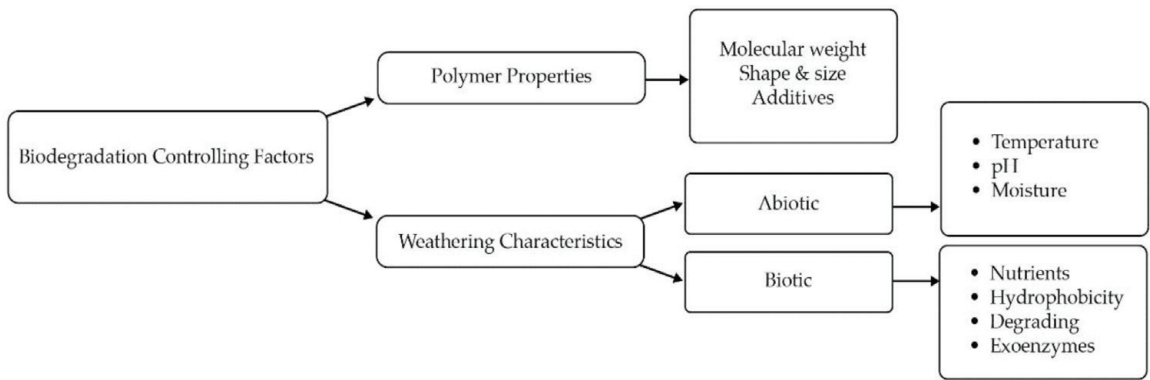 Biodegradation Controlling Factors
Polymer Properties
Molecular weight
Shape & size
Additives
Weathering Characteristics
Abiotic
• Temperature
• pH
• Moisture
Biotic
• Nutrients
• Hydrophobicity
• Degrading
• Exoenzymes